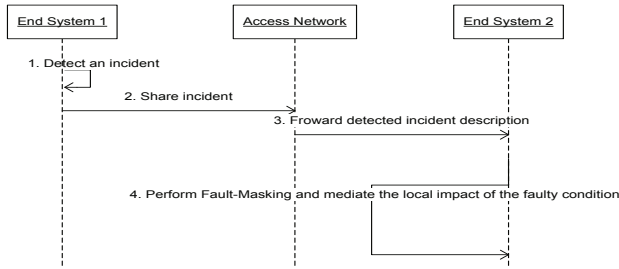 End System 1
Access Network
End System 2
1. Detect an incident
2. Share incident
3. Froward detected incident description
4. Perform Fault-Masking and mediate the local impact of the faulty condition